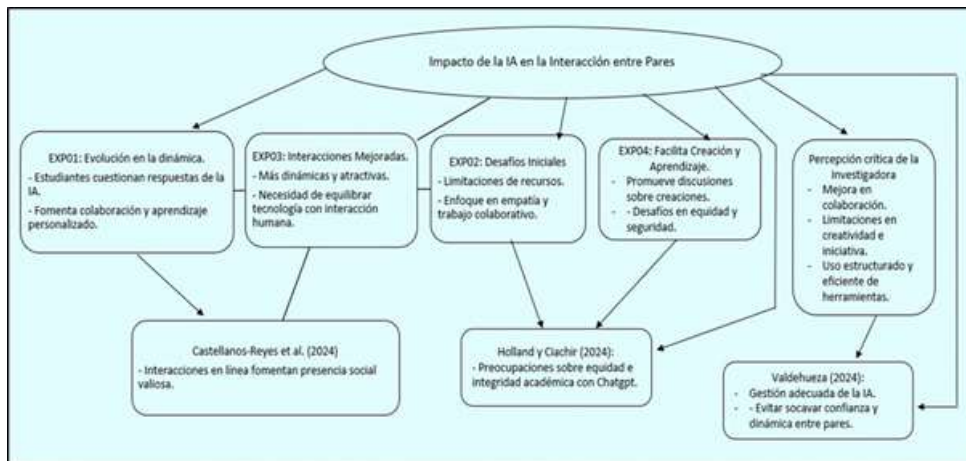 Impacto de la IA en la Interacción entre Pares
EXP01: Evolución en la dinámica.
- Estudiantes cuestionan respuestas de la
IA.
- Fomenta colaboración y aprendizaje
personalizado.
EXP03: Interacciones Mejoradas.
- Más dinámicas y atractivas.
- Necesidad de equilibrar
tecnología con interacción
humana.
EXP02: Desafíos Iniciales
- Limitaciones de recursos.
- Enfoque en empatía y
trabajo colaborativo.
EXP04: Facilita Creación y
Aprendizaje.
- Promueve discusiones
sobre creaciones.
- - Desafíos en equidad y
seguridad.
Percepción crítica de la
Investigadora
- Mejora en
colaboración.
- Limitaciones en
creatividad e
iniciativa.
- Uso estructurado y
eficiente de
herramientas.
Castellanos-Reyes et al. (2024)
- Interacciones en línea fomentan presencia social
valiosa.
Holland y Ciachir (2024):
- Preocupaciones sobre equidad e
integridad académica con Chatgpt.
Valdehueza (2024):
- Gestión adecuada de la IA.
- - Evitar socavar confianza y
dinámica entre pares.